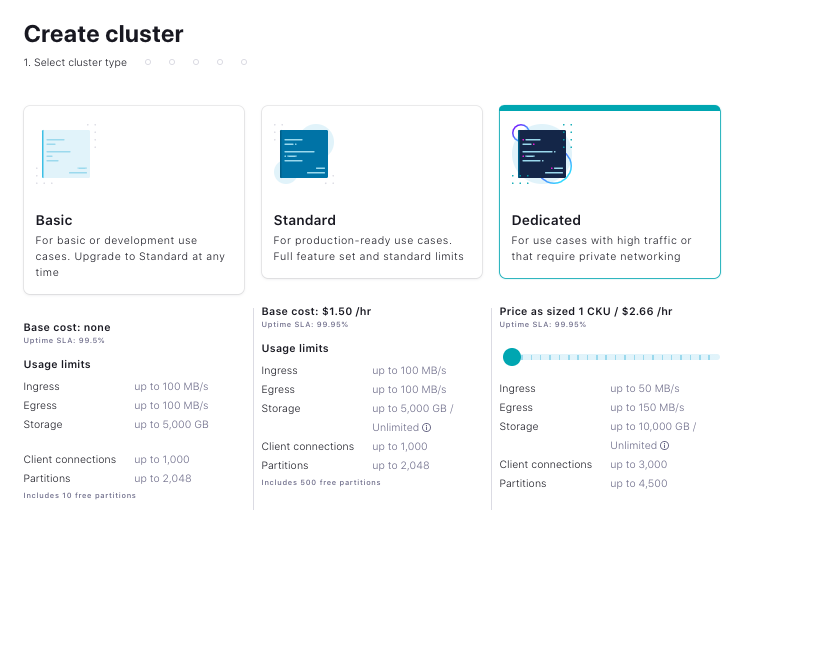 Create cluster
1. Select cluster type
Basic
For basic or development use
cases. Upgrade to Standard at any
time
Base cost: none
Uptime SLA: 99.5%
Usage limits
Ingress up to 100 MB/s
Egress up to 100 MB/s
Storage up to 5,000 GB
Client connections up to 1,000
Partitions up to 2,048
Includes 10 free partitions
Standard
For production-ready use cases.
Full feature set and standard limits
Base cost: $1.50 /hr
Uptime SLA: 99.95%
Usage limits
Ingress up to 100 MB/s
Egress up to 100 MB/s
Storage up to 5,000 GB /
Unlimited
Client connections up to 1,000
Partitions up to 2,048
Includes 500 free partitions
Dedicated
For use cases with high traffic or
that require private networking
Price as sized 1 CKU / $2.66 /hr
Uptime SLA: 99.95%
Ingress up to 50 MB/s
Egress up to 150 MB/s
Storage up to 10,000 GB /
Unlimited
Client connections up to 3,000
Partitions up to 4,500